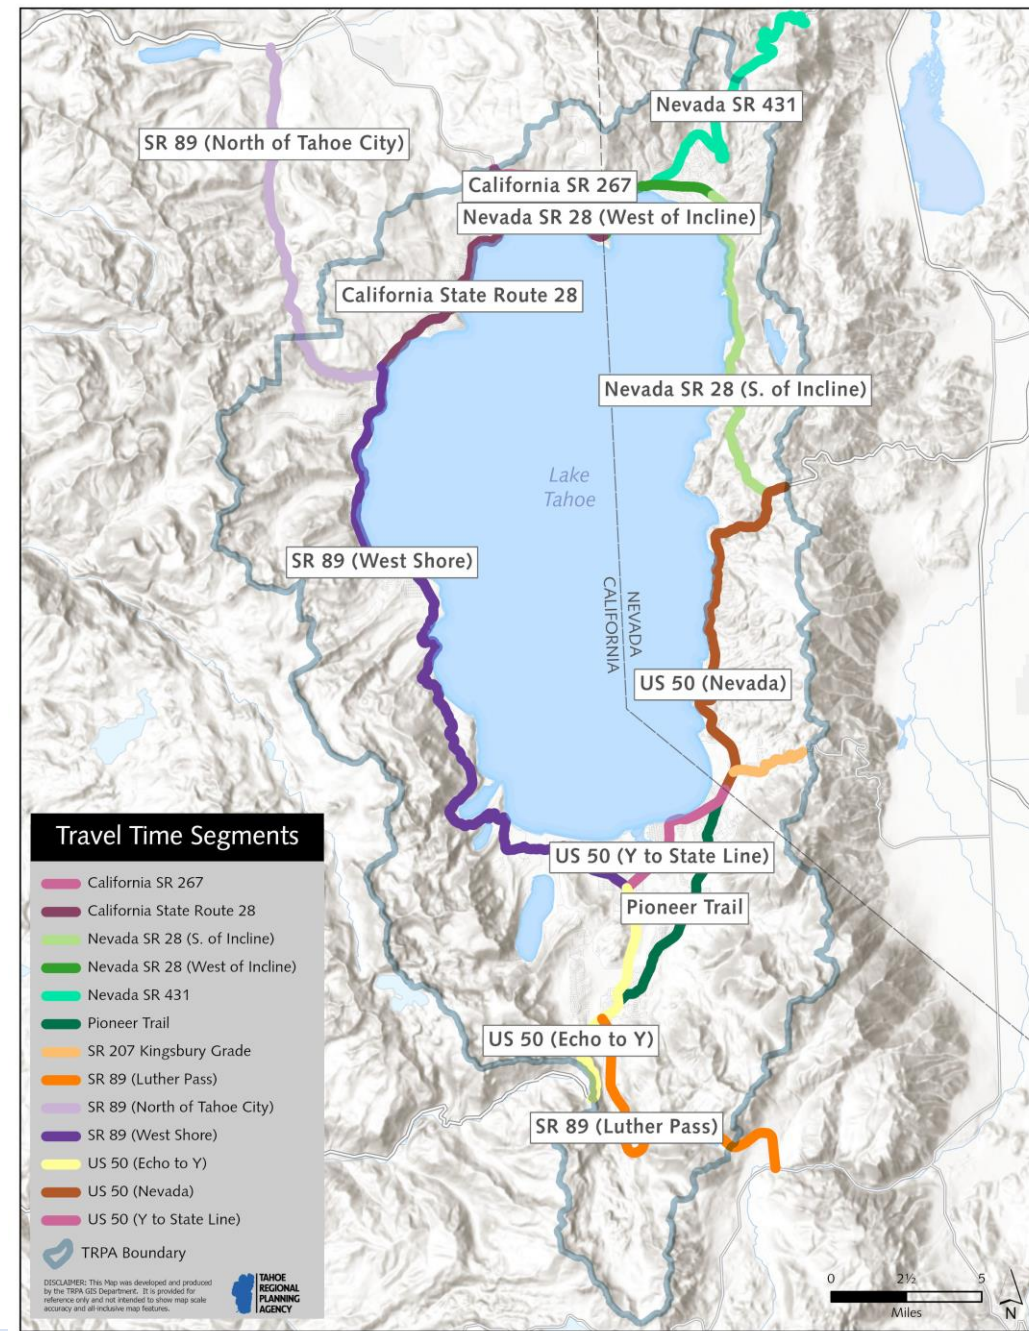 Nevada SR 431
SR 89 (North of Tahoe City)
California SR 267
Nevada SR 28 (West of Incline)
California State Route 28
Nevada SR 28 (S. of Incline)
Lake
Tahoe
SR 89 (West Shore)
NEVADA
CALIFORNIA
US 50 (Nevada)
US 50 (Y to State Line)
Pioneer Trail
US 50 (Echo to Y)
SR 89 (Luther Pass)
Travel Time Segments
California SR 267
California State Route 28
Nevada SR 28 (S. of Incline)
Nevada SR 28 (West of Incline)
Nevada SR 431
Pioneer Trail
SR 207 Kingsbury Grade
SR 89 (Luther Pass)
SR 89 (North of Tahoe City)
SR 89 (West Shore)
US 50 (Echo to Y)
US 50 (Nevada)
US 50 (Y to State Line)
TRPA Boundary
DISCLAIMER: This Map was developed and produced
by the TRPA GIS Department. It is provided for
reference only and not intended to show map scale
accuracy and all-inclusive map features.
TAHOE
REGIONAL
PLANNING
AGENCY
0 2½ 5
Miles
N